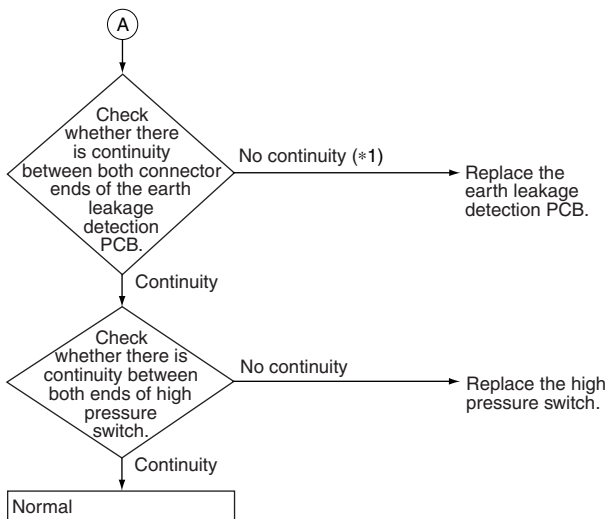 A
Check
whether there
is continuity
between both connector
ends of the earth
leakage
detection
PCB.
No continuity (*1)
Replace the
earth leakage
detection PCB.
Continuity
Check
whether there is
continuity between
both ends of high
pressure
switch.
No continuity
Replace the high
pressure switch.
Continuity
Normal